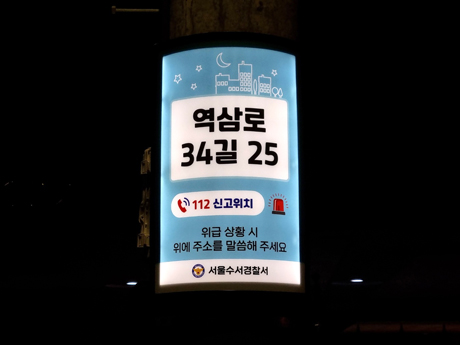 역삼로
34길 25
112 신고위치
위급 상황 시
위에 주소를 말씀해 주세요
서울수서경찰서